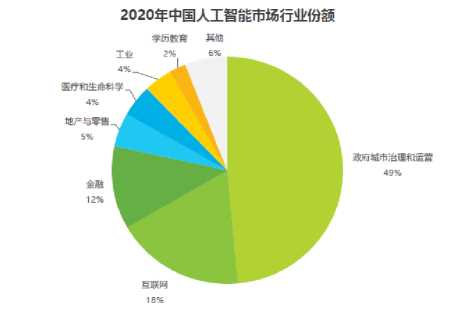 2020年中国人工智能市场行业份额
其他
6%
学历教育
2%
工业
4%
医疗和生命科学
4%
地产与零售
5%
金融
12%
互联网
18%
政府城市治理和运营
49%